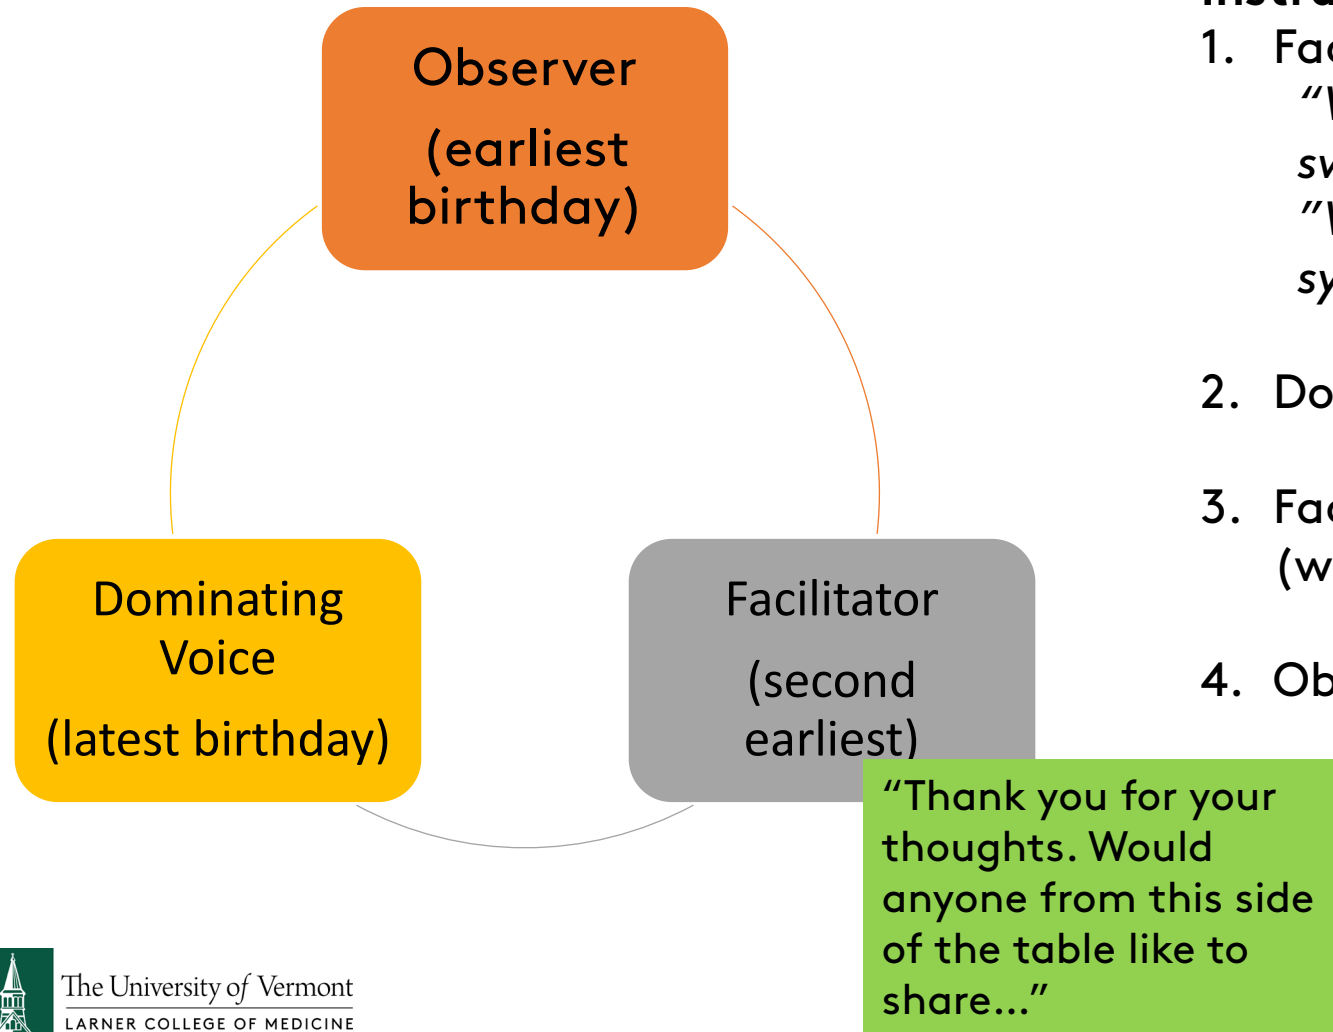 Observer
(earliest
birthday)
Dominating
Voice
(latest birthday)
Facilitator
(second
earliest)
1.
2.
3.
4.
“Thank you for your
thoughts. Would
anyone from this side
of the table like to
share...”
The University of Vermont
LARNER COLLEGE OF MEDICINE